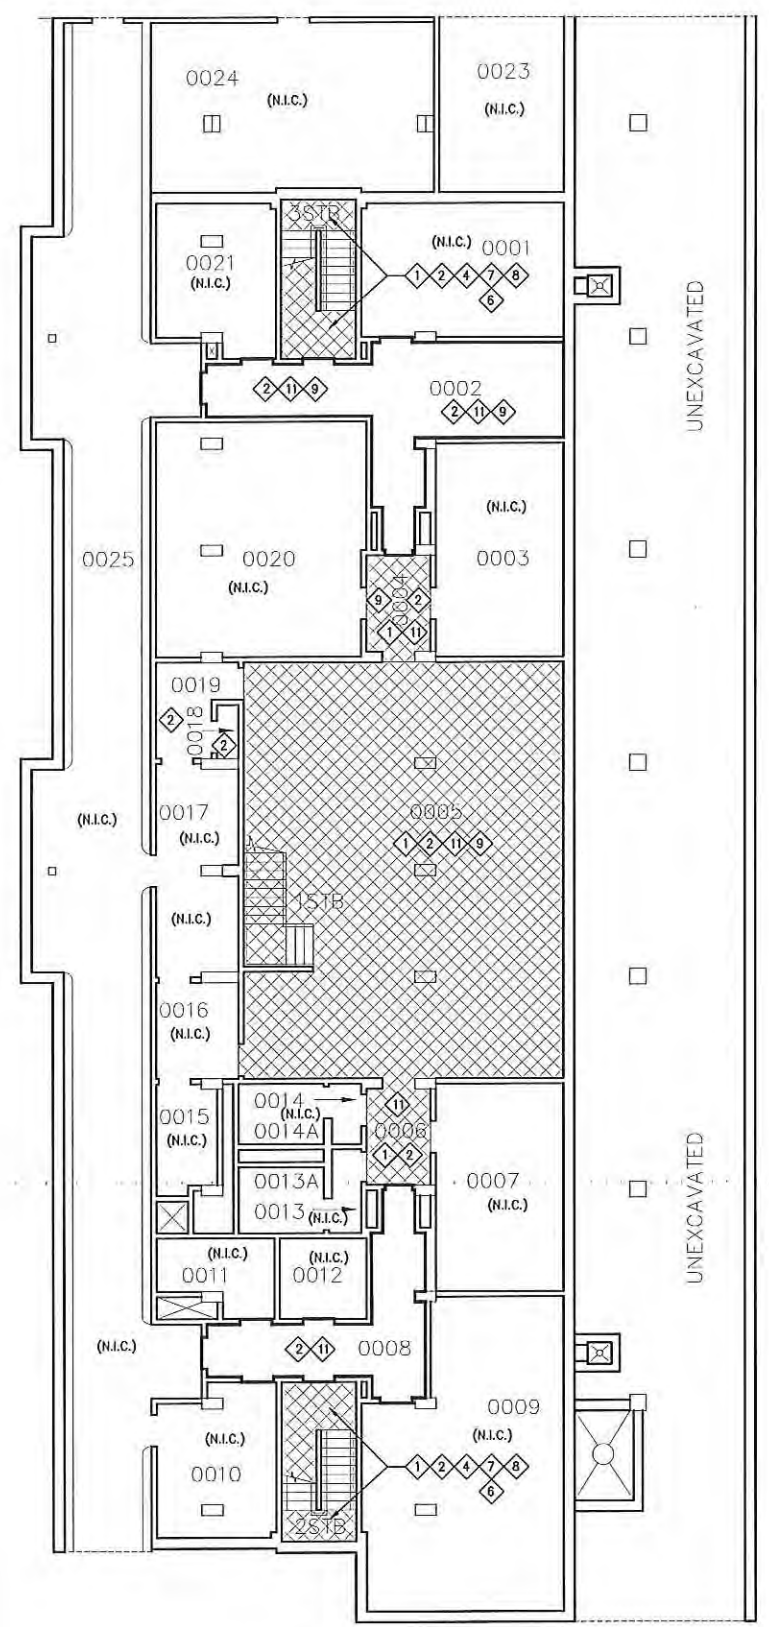 0024
(N.I.C.)
0023
(N.I.C.)
3STB
0021
(N.I.C.)
(N.I.C.) 0001
1 2 4 7 8
6
2 11 9
0002
2 11 9
UNEXCAVATED
0025
0020
(N.I.C.)
(N.I.C.)
0003
0004
9 2
1 11
0019
2
0018
2
(N.I.C.)
0017
(N.I.C.)
0005
1 2 11 9
1STB
(N.I.C.)
0016
(N.I.C.)
0015
(N.I.C.)
0014
(N.I.C.)
0014A
11
0006
1 2
0013A
0013
(N.I.C.)
0007
(N.I.C.)
UNEXCAVATED
(N.I.C.)
0011
(N.I.C.)
0012
(N.I.C.)
2 11
0008
0009
(N.I.C.)
1 2 4 7 8
6
(N.I.C.)
0010
2STB